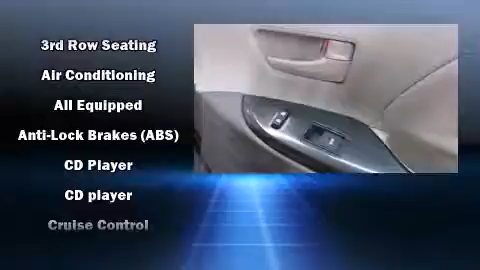 3rd Row Seating
Air Conditioning
All Equipped
Anti-Lock Brakes (ABS)
CD Player
CD player
Cruise Control